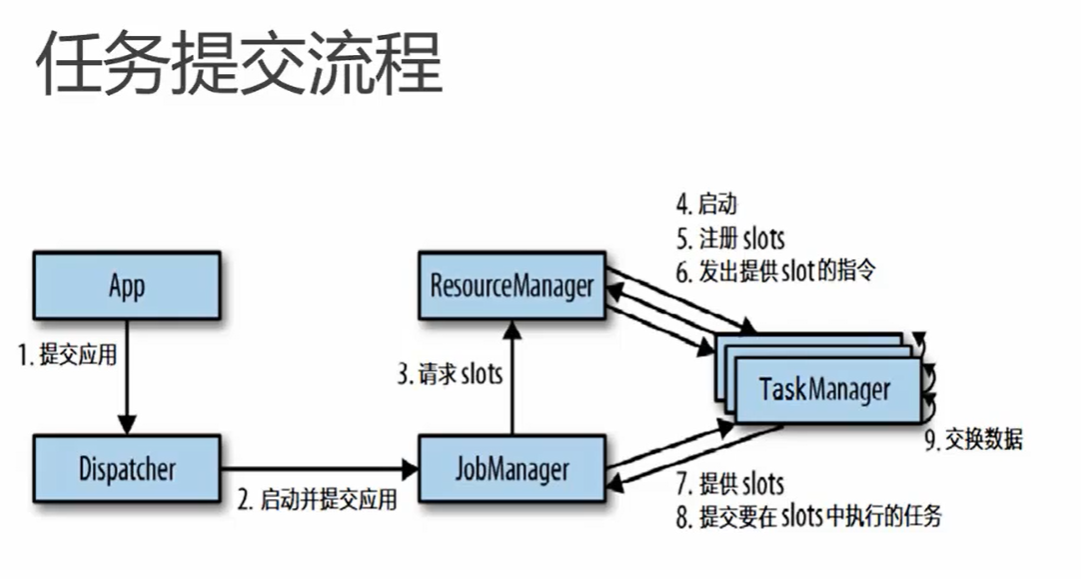 任务提交流程
4. 启动
5. 注册 slots
6. 发出提供 slot 的指令
App
ResourceManager
1. 提交应用
3. 请求 slots
TaskManager
9. 交换数据
Dispatcher
JobManager
2. 启动并提交应用
7. 提供 slots
8. 提交要在 slots 中执行的任务